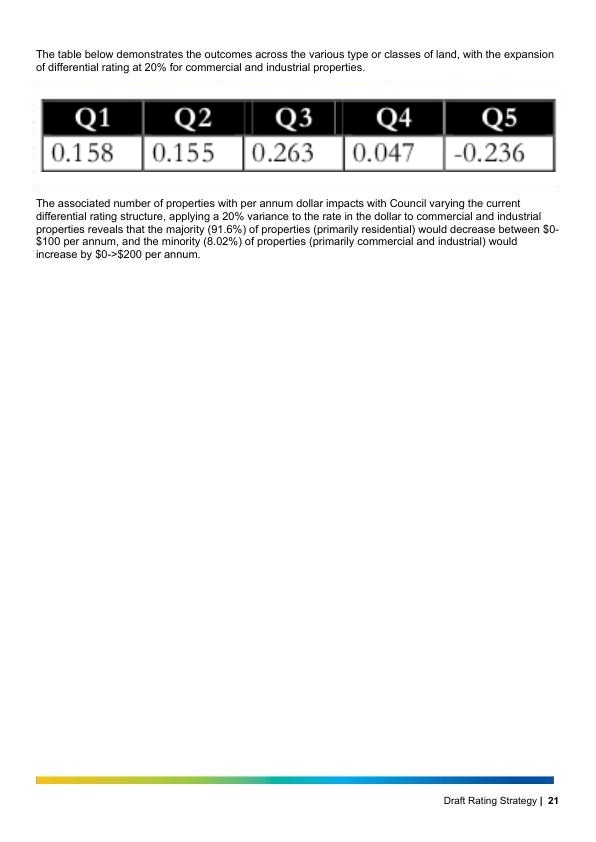 The table below demonstrates the outcomes across the various type or classes of land, with the expansion
of differential rating at 20% for commercial and industrial properties.
Q1 Q2 Q3 Q4 Q5
0.158 0.155 0.263 0.047 -0.236
The associated number of properties with per annum dollar impacts with Council varying the current
differential rating structure, applying a 20% variance to the rate in the dollar to commercial and industrial
properties reveals that the majority (91.6%) of properties (primarily residential) would decrease between $0-
$100 per annum, and the minority (8.02%) of properties (primarily commercial and industrial) would
increase by $0->$200 per annum.
Draft Rating Strategy | 21